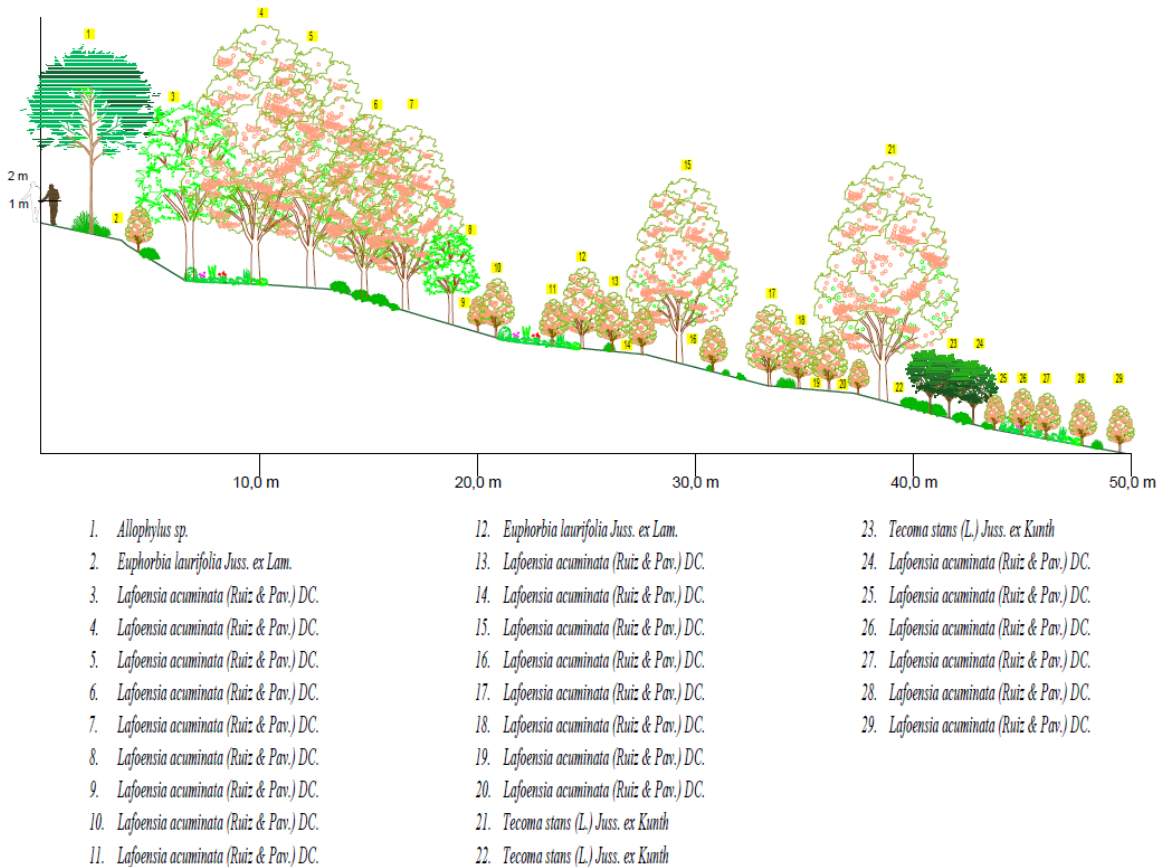 1
4
5
3
6
7
2 m
1 m
2
8
9
10
11
12
13
14
15
16
17
18
19
20
21
22
23
24
25
26
27
28
29
10,0 m
20,0 m
30,0 m
40,0 m
50,0 m
1. Allophylus sp.
2. Euphorbia laurifolia Juss. ex Lam.
3. Lafoensia acuminata (Ruiz & Pav.) DC.
4. Lafoensia acuminata (Ruiz & Pav.) DC.
5. Lafoensia acuminata (Ruiz & Pav.) DC.
6. Lafoensia acuminata (Ruiz & Pav.) DC.
7. Lafoensia acuminata (Ruiz & Pav.) DC.
8. Lafoensia acuminata (Ruiz & Pav.) DC.
9. Lafoensia acuminata (Ruiz & Pav.) DC.
10. Lafoensia acuminata (Ruiz & Pav.) DC.
11. Lafoensia acuminata (Ruiz & Pav.) DC.
12. Euphorbia laurifolia Juss. ex Lam.
13. Lafoensia acuminata (Ruiz & Pav.) DC.
14. Lafoensia acuminata (Ruiz & Pav.) DC.
15. Lafoensia acuminata (Ruiz & Pav.) DC.
16. Lafoensia acuminata (Ruiz & Pav.) DC.
17. Lafoensia acuminata (Ruiz & Pav.) DC.
18. Lafoensia acuminata (Ruiz & Pav.) DC.
19. Lafoensia acuminata (Ruiz & Pav.) DC.
20. Lafoensia acuminata (Ruiz & Pav.) DC.
21. Tecoma stans (L.) Juss. ex Kunth
22. Tecoma stans (L.) Juss. ex Kunth
23. Tecoma stans (L.) Juss. ex Kunth
24. Lafoensia acuminata (Ruiz & Pav.) DC.
25. Lafoensia acuminata (Ruiz & Pav.) DC.
26. Lafoensia acuminata (Ruiz & Pav.) DC.
27. Lafoensia acuminata (Ruiz & Pav.) DC.
28. Lafoensia acuminata (Ruiz & Pav.) DC.
29. Lafoensia acuminata (Ruiz & Pav.) DC.